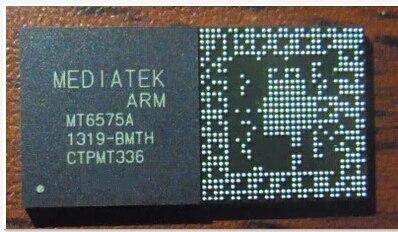 MEDIATEK
ARM
MT6575A
1319-BMTH
CTPMT336